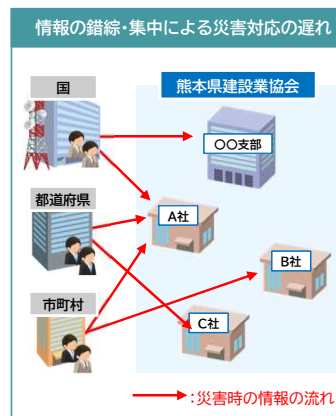 情報の錯綜・集中による災害対応の遅れ
国
熊本県建設業協会
〇〇支部
都道府県
A社
B社
市町村
C社
：災害時の情報の流れ